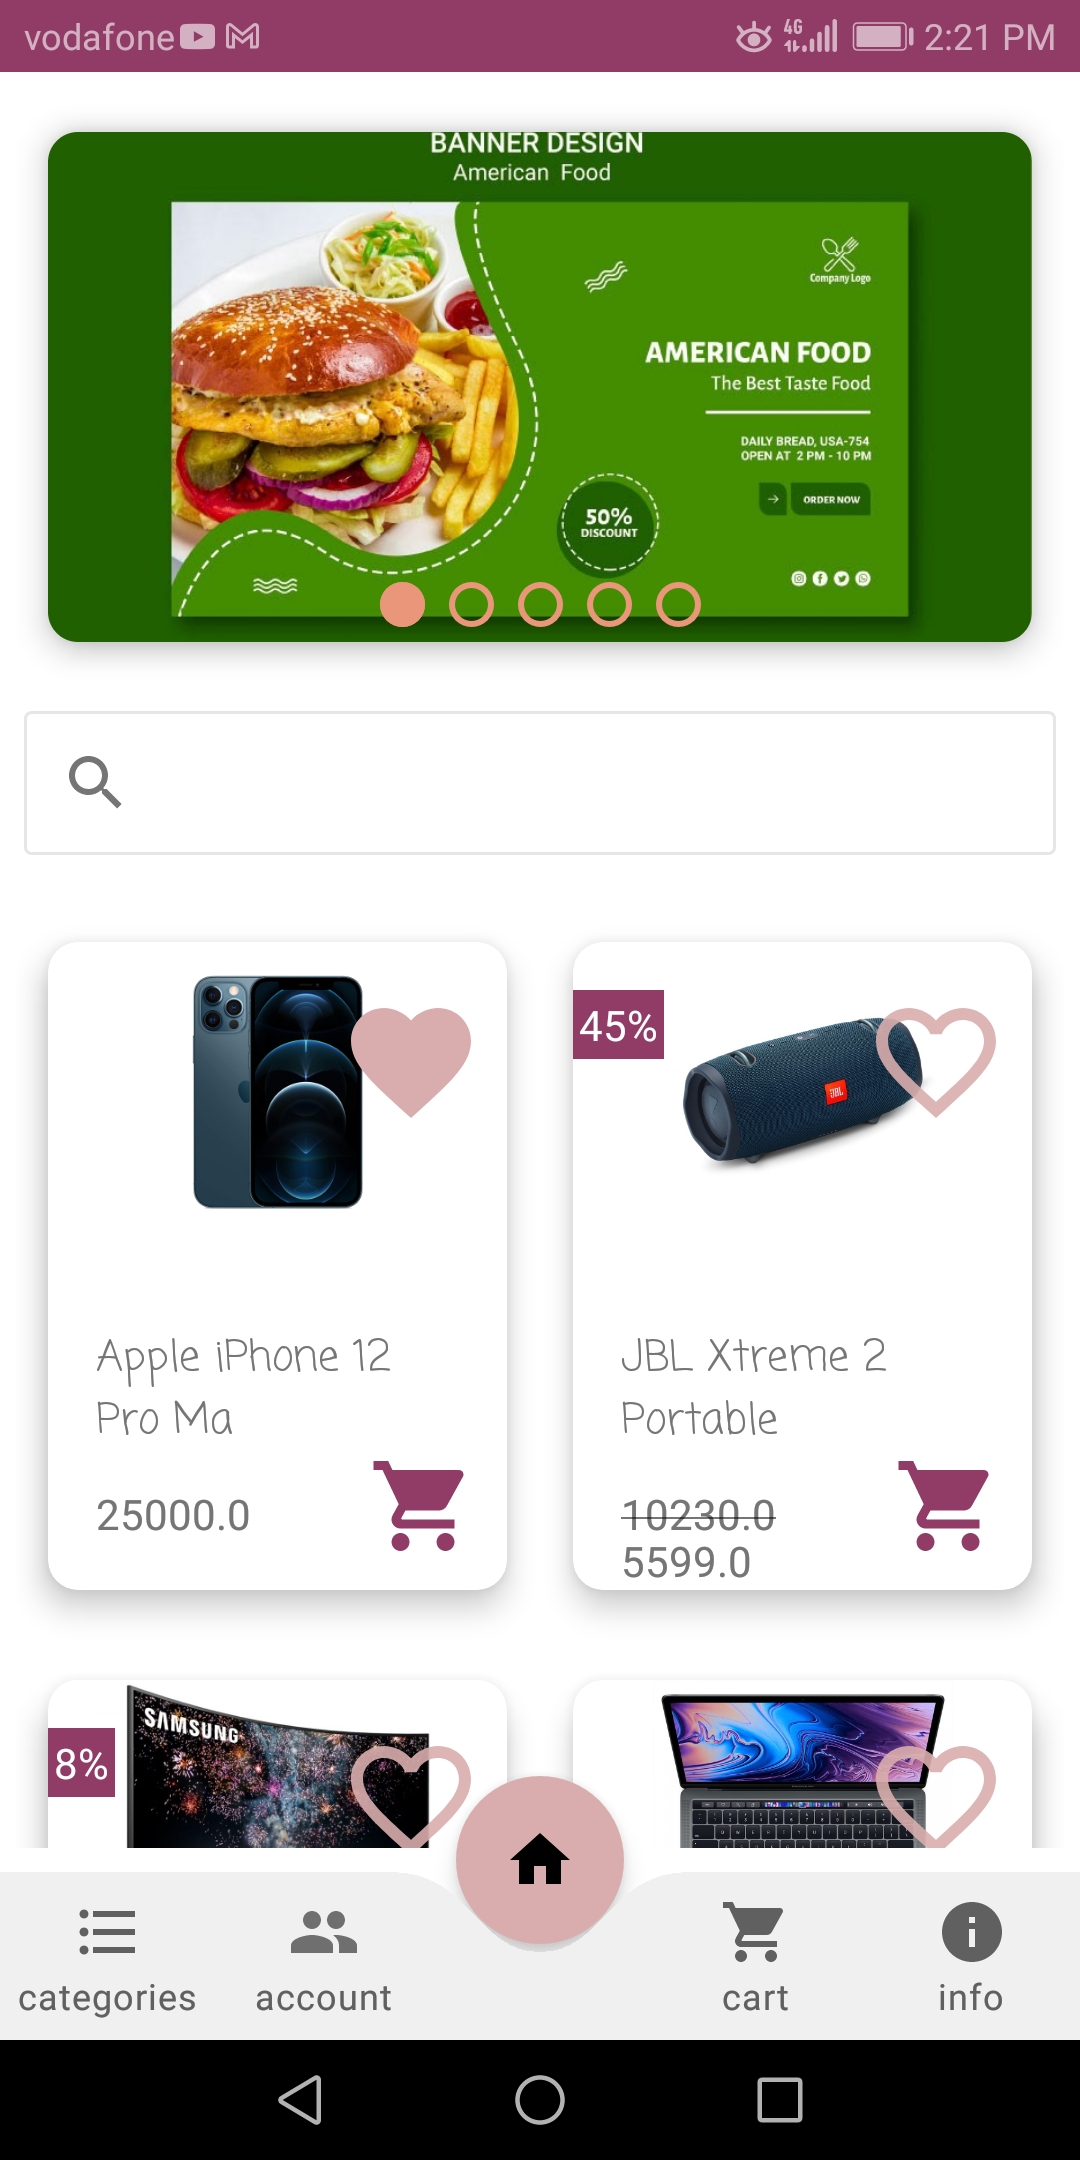 vodafone 4G 2:21 PM
BANNER DESIGN
American Food
Company Logo
AMERICAN FOOD
The Best Taste Food
DAILY BREAD, USA-754
OPEN AT 2 PM - 10 PM
ORDER NOW
50%
DISCOUNT
45%
JBL
Apple iPhone 12
Pro Ma
25000.0
JBL Xtreme 2
Portable
10230.0
5599.0
SAMSUNG
8%
categories
account
cart
info